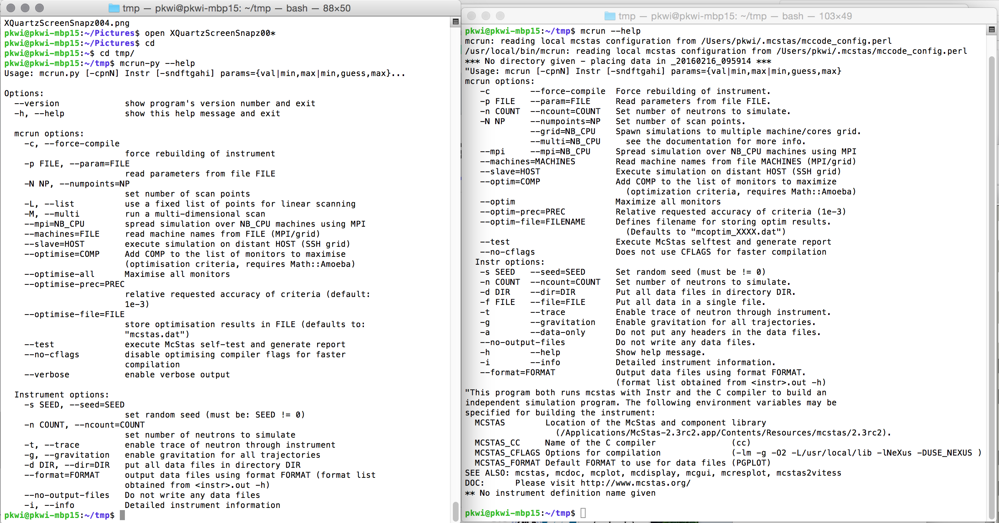 tmp — pkwi@pkwi-mbp15: ~/tmp — bash — 88×50
XQuartzScreenSnapz004.png
pkwi@pkwi-mbp15:~/Pictures$ open XQuartzScreenSnapz00*
pkwi@pkwi-mbp15:~/Pictures$ cd
pkwi@pkwi-mbp15:~$ cd tmp/
pkwi@pkwi-mbp15:~/tmp$ mcrun-py --help
Usage: mcrun.py [-cpnN] Instr [-sndftgahi] params={val|min,max|min,guess,max}...

Options:
  --version             show program's version number and exit
  -h, --help            show this help message and exit

  mcrun options:
    -c, --force-compile
                        force rebuilding of instrument
    -p FILE, --param=FILE
                        read parameters from file FILE
    -N NP, --numpoints=NP
                        set number of scan points
    -L, --list          use a fixed list of points for linear scanning
    -M, --multi         run a multi-dimensional scan
    --mpi=NB_CPU        spread simulation over NB_CPU machines using MPI
    --machines=FILE     read machine names from FILE (MPI/grid)
    --slave=HOST        execute simulation on distant HOST (SSH grid)
    --optimise=COMP     Add COMP to the list of monitors to maximise
                        (optimisation criteria, requires Math::Amoeba)
    --optimise-all      Maximise all monitors
    --optimise-prec=PREC
                        relative requested accuracy of criteria (default:
                        1e-3)
    --optimise-file=FILE
                        store optimisation results in FILE (defaults to:
                        "mcstas.dat")
    --test              execute McStas self-test and generate report
    --no-cflags         disable optimising compiler flags for faster
                        compilation
    --verbose           enable verbose output

  Instrument options:
    -s SEED, --seed=SEED
                        set random seed (must be: SEED != 0)
    -n COUNT, --ncount=COUNT
                        set number of neutrons to simulate
    -t, --trace         enable trace of neutron through instrument
    -g, --gravitation   enable gravitation for all trajectories
    -d DIR, --dir=DIR   put all data files in directory DIR
    --format=FORMAT     output data files using format FORMAT (format list
                        obtained from <instr>.out -h)
    --no-output-files   Do not write any data files
    -i, --info          Detailed instrument information
pkwi@pkwi-mbp15:~/tmp$
tmp — pkwi@pkwi-mbp15: ~/tmp — bash — 103×49
pkwi@pkwi-mbp15:~/tmp$ mcrun --help
mcrun: reading local mcstas configuration from /Users/pkwi/.mcstas/mccode_config.perl
/usr/local/bin/mcrun: reading local mcstas configuration from /Users/pkwi/.mcstas/mccode_config.perl
*** No directory given - placing data in _20160216_095914 ***
"Usage: mcrun [-cpnN] Instr [-sndftgahi] params={val|min,max|min,guess,max}
mcrun options:
   -c        --force-compile  Force rebuilding of instrument.
   -p FILE   --param=FILE     Read parameters from file FILE.
   -n COUNT  --ncount=COUNT   Set number of neutrons to simulate.
   -N NP     --numpoints=NP   Set number of scan points.
             --grid=NB_CPU    Spawn simulations to multiple machine/cores grid.
             --multi=NB_CPU     see the documentation for more info.
   --mpi     --mpi=NB_CPU     Spread simulation over NB_CPU machines using MPI
   --machines=MACHINES        Read machine names from file MACHINES (MPI/grid)
   --slave=HOST               Execute simulation on distant HOST (SSH grid)
   --optim=COMP               Add COMP to the list of monitors to maximize
                                (optimization criteria, requires Math::Amoeba)
   --optim                    Maximize all monitors
   --optim-prec=PREC          Relative requested accuracy of criteria (1e-3)
   --optim-file=FILENAME      Defines filename for storing optim results.
                                (Defaults to "mcoptim_XXXX.dat")
   --test                     Execute McStas selftest and generate report
   --no-cflags                Does not use CFLAGS for faster compilation
  Instr options:
   -s SEED   --seed=SEED      Set random seed (must be != 0)
   -n COUNT  --ncount=COUNT   Set number of neutrons to simulate.
   -d DIR    --dir=DIR        Put all data files in directory DIR.
   -f FILE   --file=FILE      Put all data in a single file.
   -t        --trace          Enable trace of neutron through instrument.
   -g        --gravitation    Enable gravitation for all trajectories.
   -a        --data-only      Do not put any headers in the data files.
   --no-output-files          Do not write any data files.
   -h        --help           Show help message.
   -i        --info           Detailed instrument information.
   --format=FORMAT            Output data files using format FORMAT.
                              (format list obtained from <instr>.out -h)
"This program both runs mcstas with Instr and the C compiler to build an
independent simulation program. The following environment variables may be
specified for building the instrument:
  MCSTAS        Location of the McStas and component library
                  (/Applications/McStas-2.3rc2.app/Contents/Resources/mcstas/2.3rc2).
  MCSTAS_CC     Name of the C compiler               (cc)
  MCSTAS_CFLAGS Options for compilation              (-lm -g -O2 -L/usr/local/lib -lNeXus -DUSE_NEXUS )
  MCSTAS_FORMAT Default FORMAT to use for data files (PGPLOT)
SEE ALSO: mcstas, mcdoc, mcplot, mcdisplay, mcgui, mcresplot, mcstas2vitess
DOC:      Please visit http://www.mcstas.org/
** No instrument definition name given

pkwi@pkwi-mbp15:~/tmp$